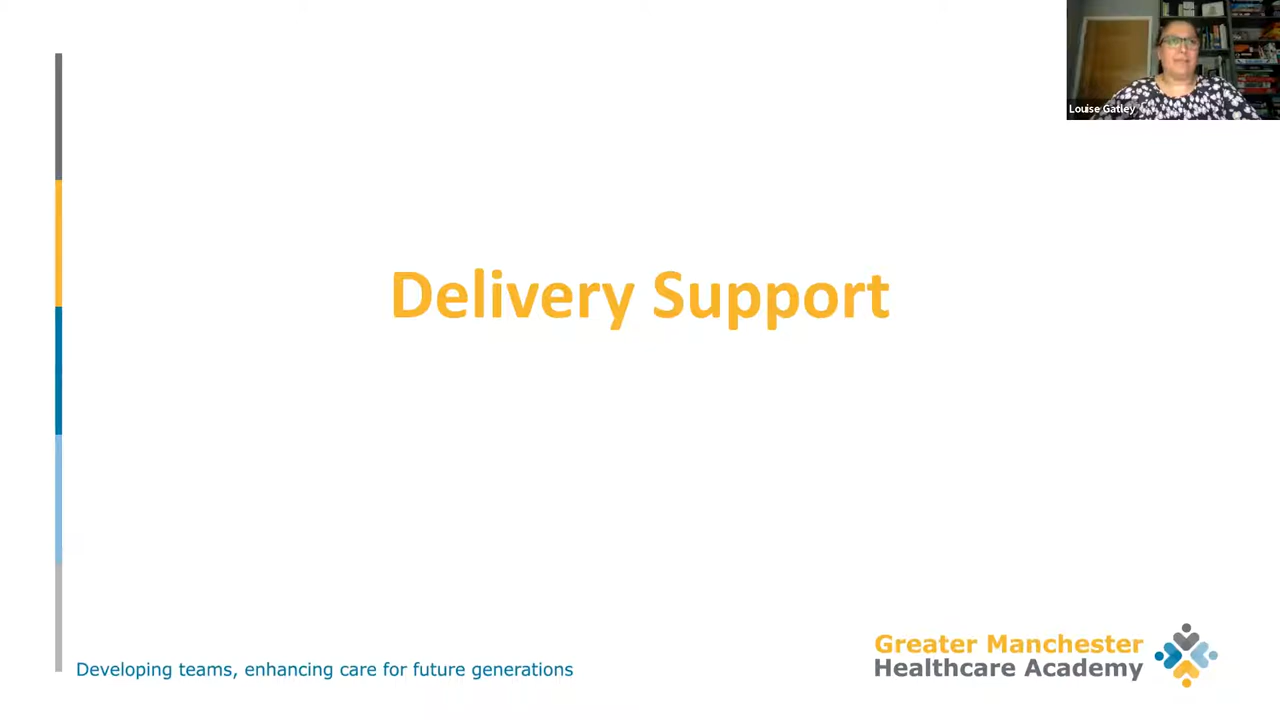 Louise Gatley
Delivery Support
Developing teams, enhancing care for future generations
Greater Manchester
Healthcare Academy